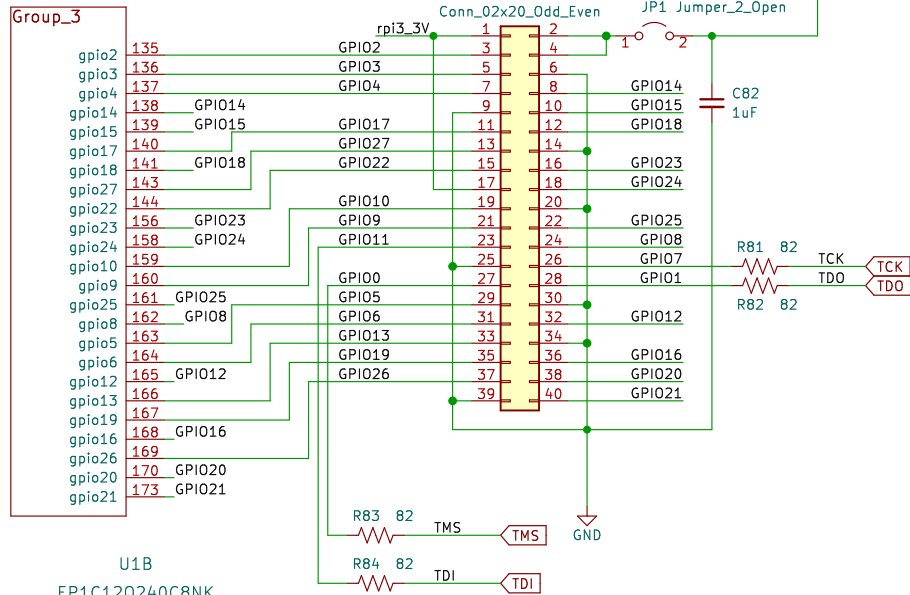 Group_3
Conn_02x20_Odd_Even
JP1 Jumper_2_Open
rpi3_3V 1 2 1 2
gpio2 135 GPIO2 3 4
gpio3 136 GPIO3 5 6
gpio4 137 GPIO4 7 8 GPIO14
C82
1uF
gpio14 138 GPIO14 9 10 GPIO15
gpio15 139 GPIO15 GPIO17 11 12 GPIO18
gpio17 140 GPIO27 13 14
gpio18 141 GPIO18 GPIO22 15 16 GPIO23
gpio27 143 17 18 GPIO24
gpio22 144 GPIO10 19 20
gpio23 156 GPIO23 GPIO9 21 22 GPIO25
gpio24 158 GPIO24 GPIO11 23 24 GPIO8
R81 82
gpio10 159 25 26 GPIO7 TCK TCK
gpio9 160 GPIO0 27 28 GPIO1 TDO TDO
R82 82
gpio25 161 GPIO25 GPIO5 29 30
gpio8 162 GPIO8 GPIO6 31 32 GPIO12
gpio5 163 GPIO13 33 34
gpio6 164 GPIO19 35 36 GPIO16
gpio12 165 GPIO12 GPIO26 37 38 GPIO20
gpio13 166 39 40 GPIO21
gpio19 167
gpio16 168 GPIO16
gpio26 169
gpio20 170 GPIO20
gpio21 173 GPIO21
R83 82 TMS TMS
GND
R84 82 TDI TDI
U1B
EP1C12Q240C8NK